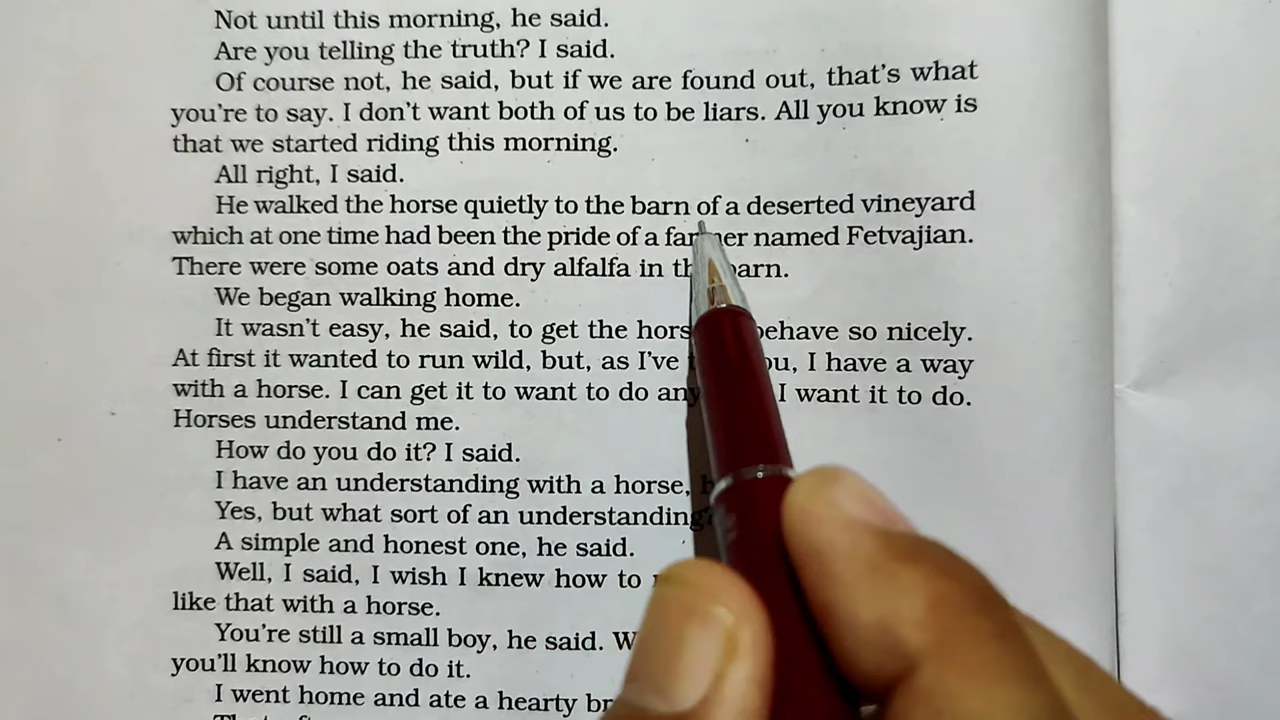 Not until this morning, he said.
Are you telling the truth? I said.
Of course not, he said, but if we are found out, that's what
you're to say. I don't want both of us to be liars. All you know is
that we started riding this morning.
All right, I said.
He walked the horse quietly to the barn of a deserted vineyard
which at one time had been the pride of a farmer named Fetvajian.
There were some oats and dry alfalfa in the barn.
We began walking home.
It wasn't easy, he said, to get the horse behave so nicely.
At first it wanted to run wild, but, as I've you, I have a way
with a horse. I can get it to want to do I want it to do.
Horses understand me.
How do you do it? I said.
I have an understanding with a horse,
Yes, but what sort of an understanding?
A simple and honest one, he said.
Well, I said, I wish I knew how to
like that with a horse.
You're still a small boy, he said.
you'll know how to do it.
I went home and ate a hearty